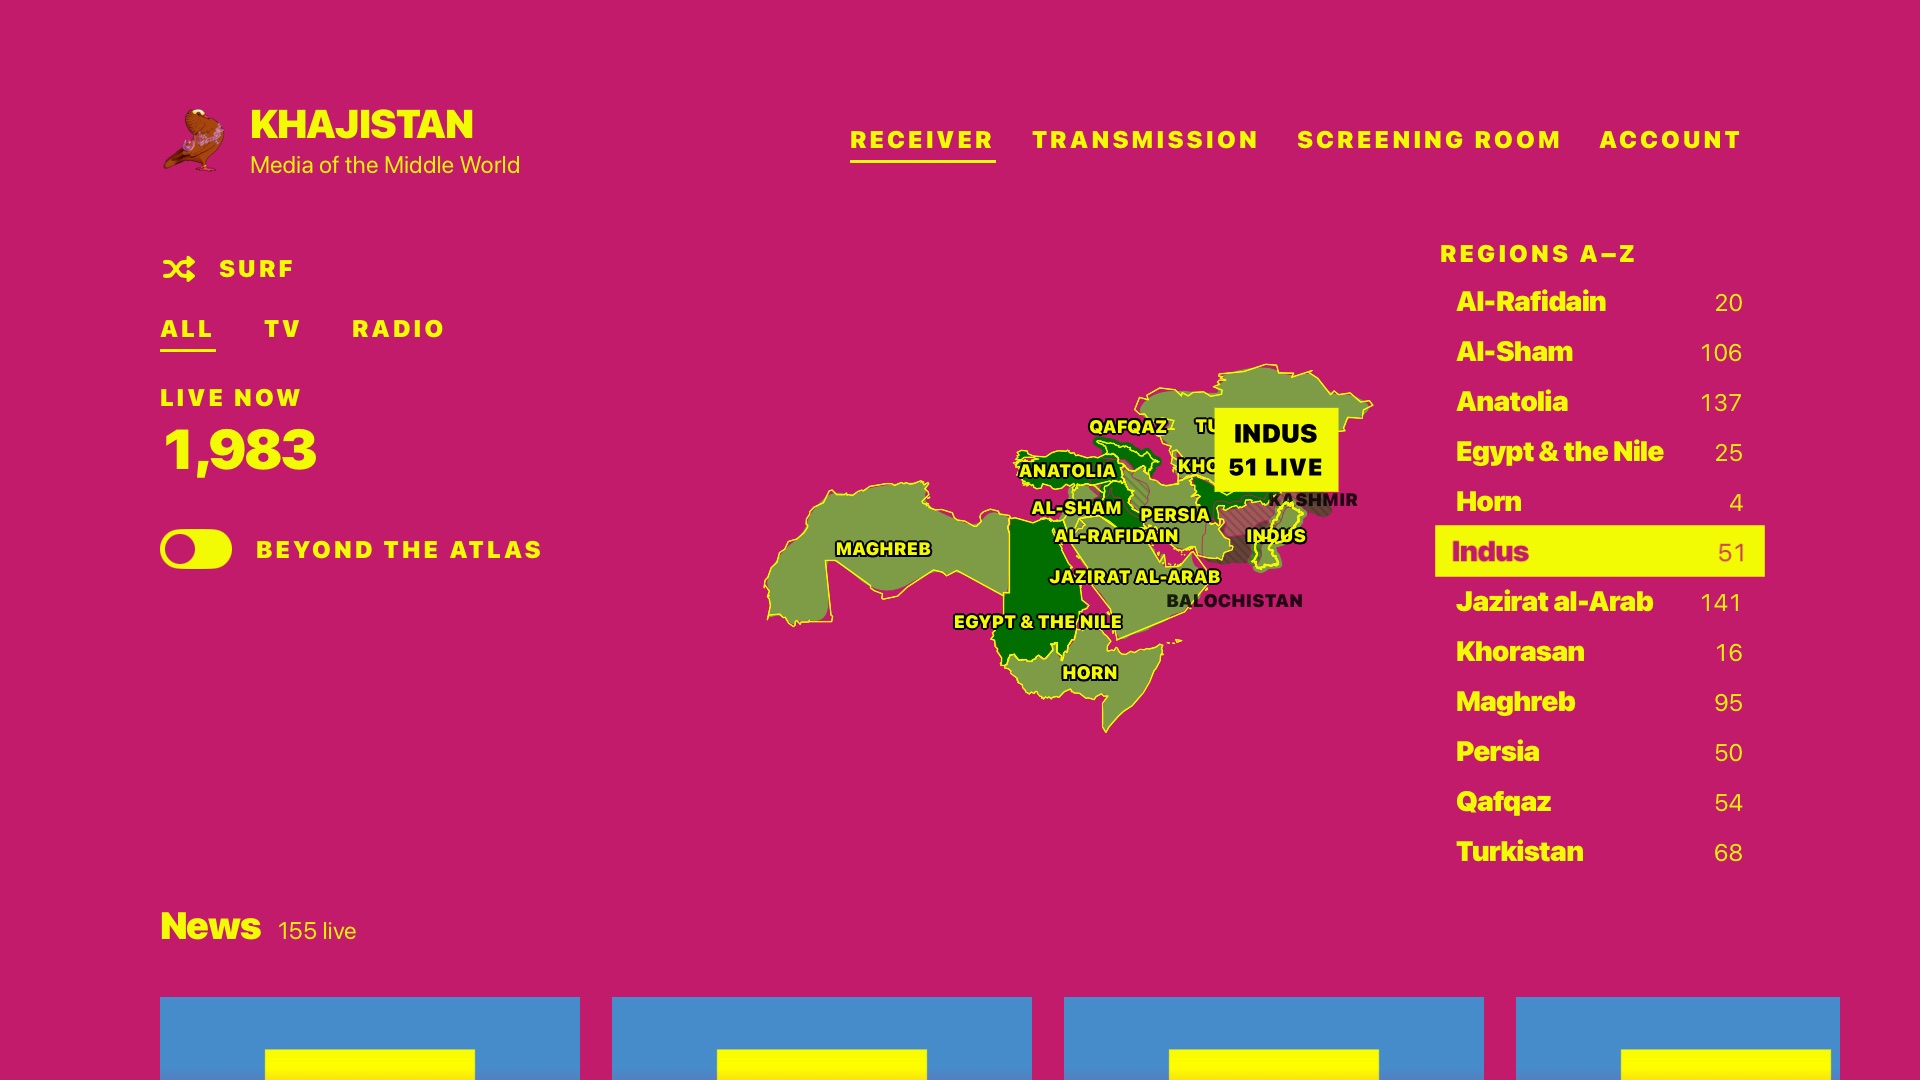 KHAJISTAN
Media of the Middle World
RECEIVER
TRANSMISSION
SCREENING ROOM
ACCOUNT
SURF
ALL
TV
RADIO
LIVE NOW
1,983
BEYOND THE ATLAS
QAFQAZ
INDUS
51 LIVE
ANATOLIA
KASHMIR
AL-SHAM
PERSIA
AL-RAFIDAIN
INDUS
MAGHREB
JAZIRAT AL-ARAB
BALOCHISTAN
EGYPT & THE NILE
HORN
REGIONS A–Z
Al-Rafidain 20
Al-Sham 106
Anatolia 137
Egypt & the Nile 25
Horn 4
Indus 51
Jazirat al-Arab 141
Khorasan 16
Maghreb 95
Persia 50
Qafqaz 54
Turkistan 68
News 155 live